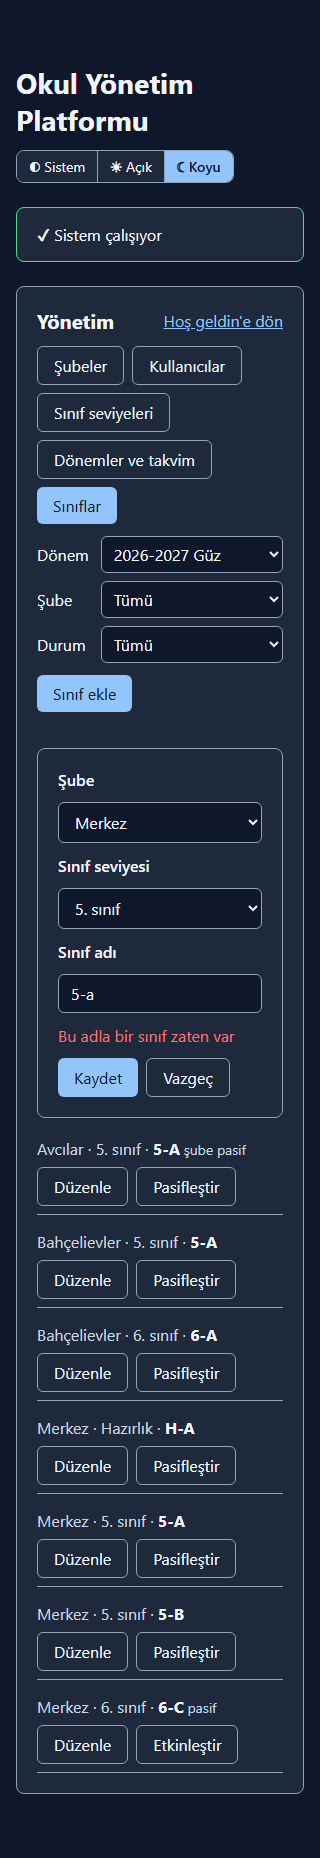 Okul Yönetim
Platformu
◐ Sistem ☀ Açık ☾ Koyu
✓ Sistem çalışıyor
Yönetim Hoş geldin'e dön
Şubeler Kullanıcılar
Sınıf seviyeleri
Dönemler ve takvim
Sınıflar
Dönem 2026-2027 Güz
Şube Tümü
Durum Tümü
Sınıf ekle
Şube
Merkez
Sınıf seviyesi
5. sınıf
Sınıf adı
5-a
Bu adla bir sınıf zaten var
Kaydet Vazgeç
Avcılar · 5. sınıf · 5-A şube pasif
Düzenle Pasifleştir
Bahçelievler · 5. sınıf · 5-A
Düzenle Pasifleştir
Bahçelievler · 6. sınıf · 6-A
Düzenle Pasifleştir
Merkez · Hazırlık · H-A
Düzenle Pasifleştir
Merkez · 5. sınıf · 5-A
Düzenle Pasifleştir
Merkez · 5. sınıf · 5-B
Düzenle Pasifleştir
Merkez · 6. sınıf · 6-C pasif
Düzenle Etkinleştir